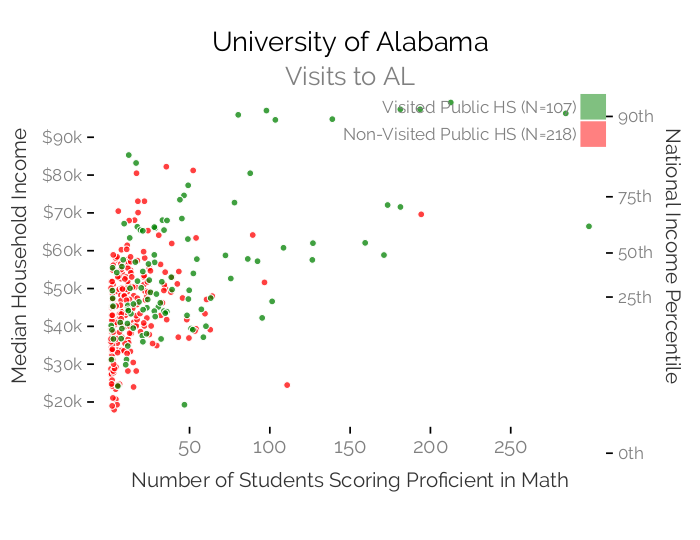 University of Alabama
Visits to AL
Visited Public HS (N=107)
Non-Visited Public HS (N=218)
Median Household Income
$90k
$80k
$70k
$60k
$50k
$40k
$30k
$20k
90th
75th
50th
25th
0th
National Income Percentile
50 100 150 200 250
Number of Students Scoring Proficient in Math